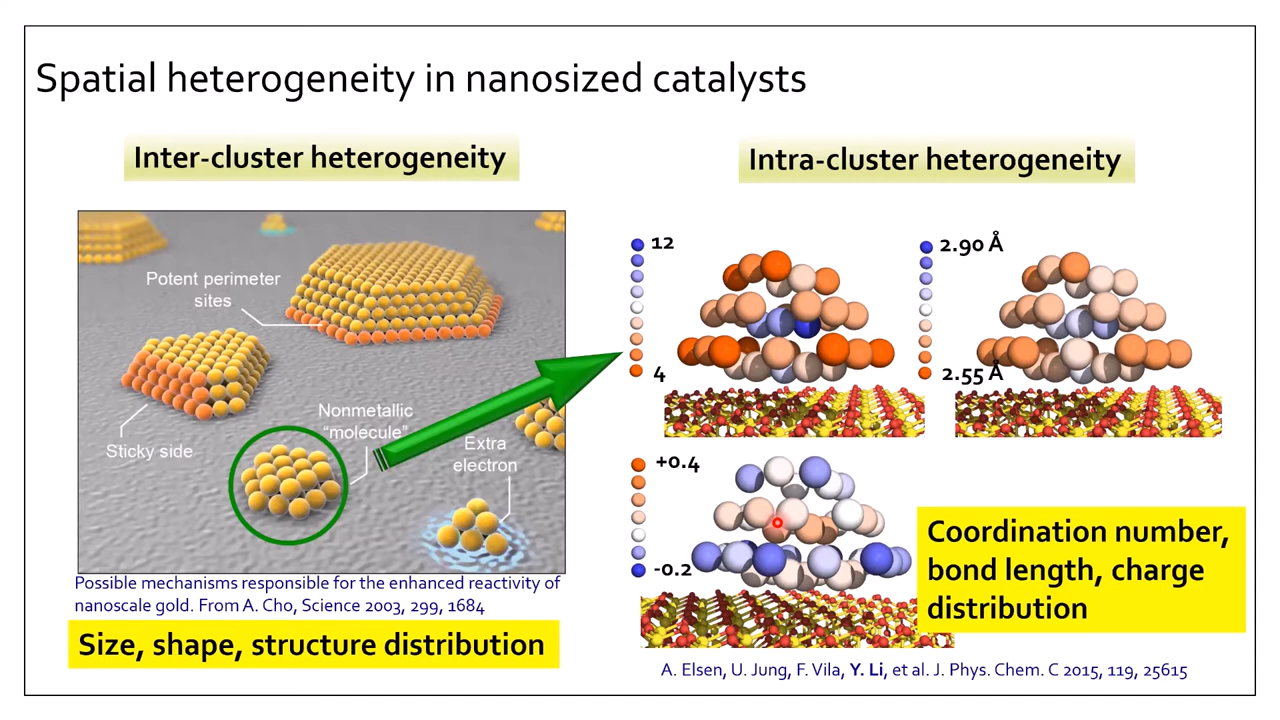 Spatial heterogeneity in nanosized catalysts
Inter-cluster heterogeneity
Potent perimeter
sites
Sticky side
Nonmetallic
"molecule"
Extra
electron
Possible mechanisms responsible for the enhanced reactivity of
nanoscale gold. From A. Cho, Science 2003, 299, 1684
Size, shape, structure distribution
Intra-cluster heterogeneity
12
4
2.90 Å
2.55 Å
+0.4
-0.2
Coordination number,
bond length, charge
distribution
A. Elsen, U. Jung, F. Vila, Y. Li, et al. J. Phys. Chem. C 2015, 119, 25615